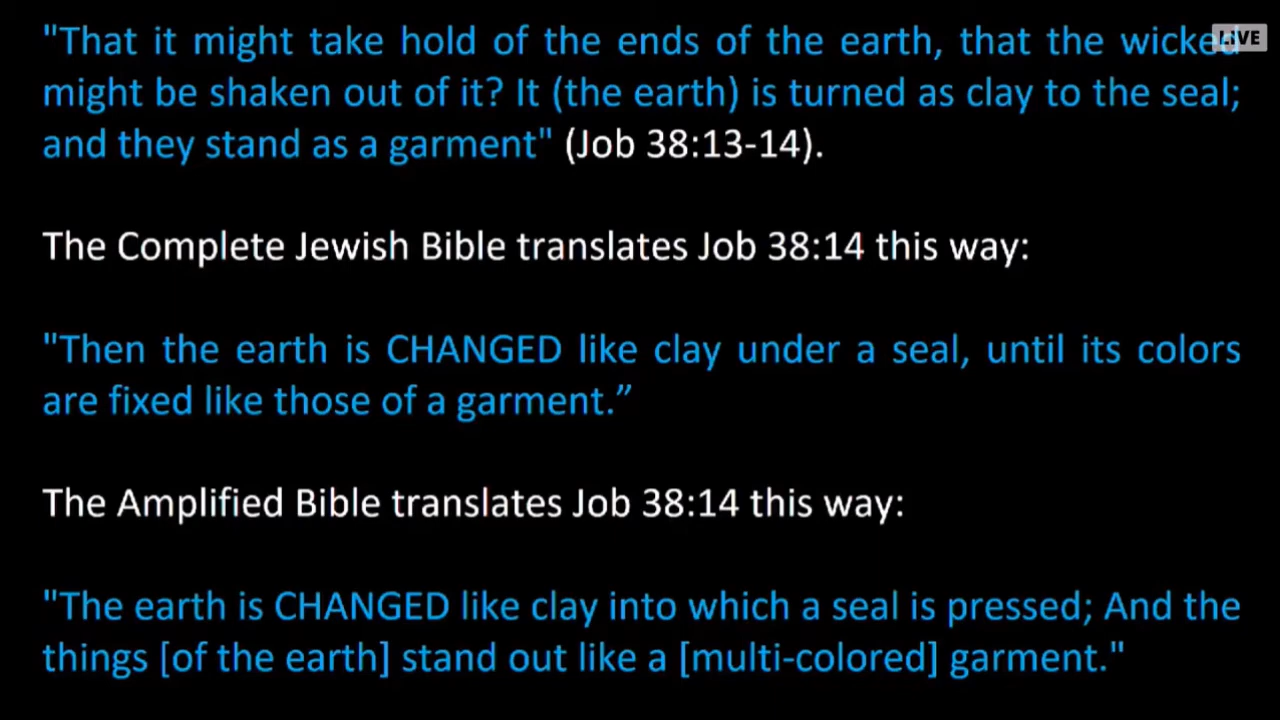 "That it might take hold of the ends of the earth, that the wicked
LIVE
might be shaken out of it? It (the earth) is turned as clay to the seal;
and they stand as a garment" (Job 38:13-14).
The Complete Jewish Bible translates Job 38:14 this way:
"Then the earth is CHANGED like clay under a seal, until its colors
are fixed like those of a garment.”
The Amplified Bible translates Job 38:14 this way:
"The earth is CHANGED like clay into which a seal is pressed; And the
things [of the earth] stand out like a [multi-colored] garment."